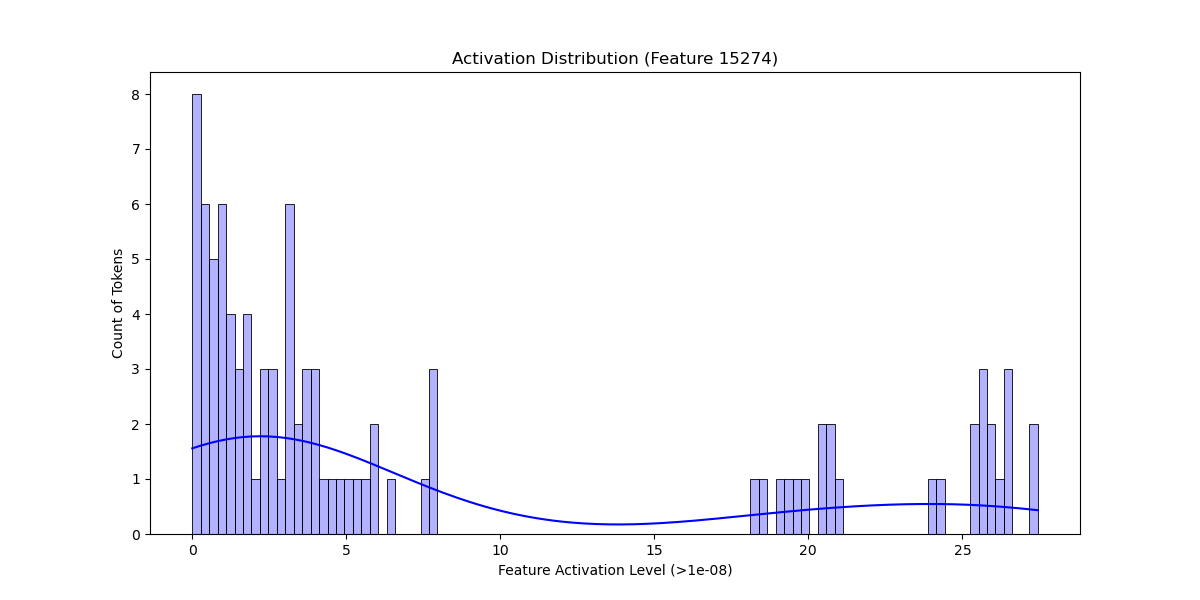 Activation Distribution (Feature 15274)
Count of Tokens
8
7
6
5
4
3
2
1
0
0 5 10 15 20 25
Feature Activation Level (>1e-08)